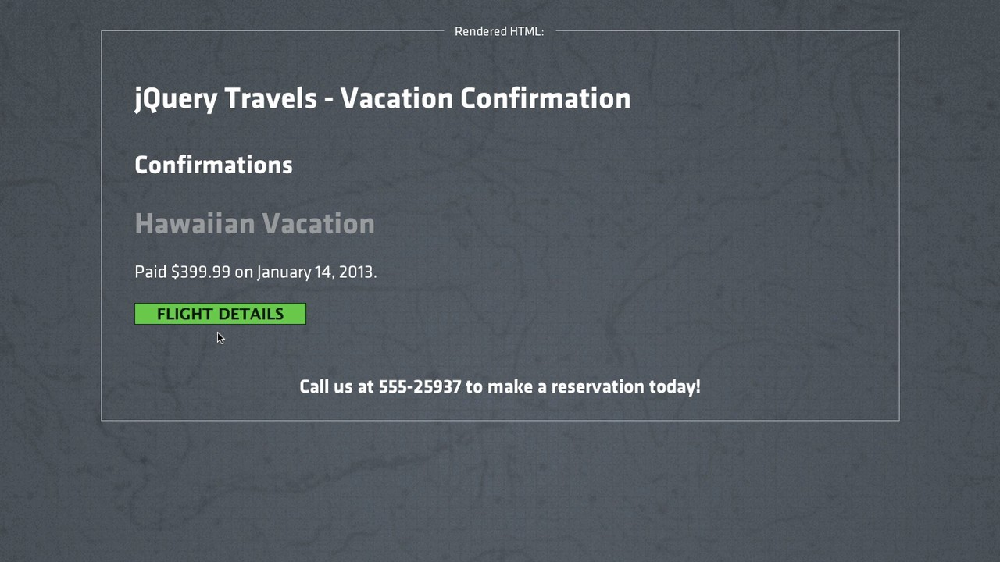 Rendered HTML:
jQuery Travels - Vacation Confirmation
Confirmations
Hawaiian Vacation
Paid $399.99 on January 14, 2013.
FLIGHT DETAILS
Call us at 555-25937 to make a reservation today!